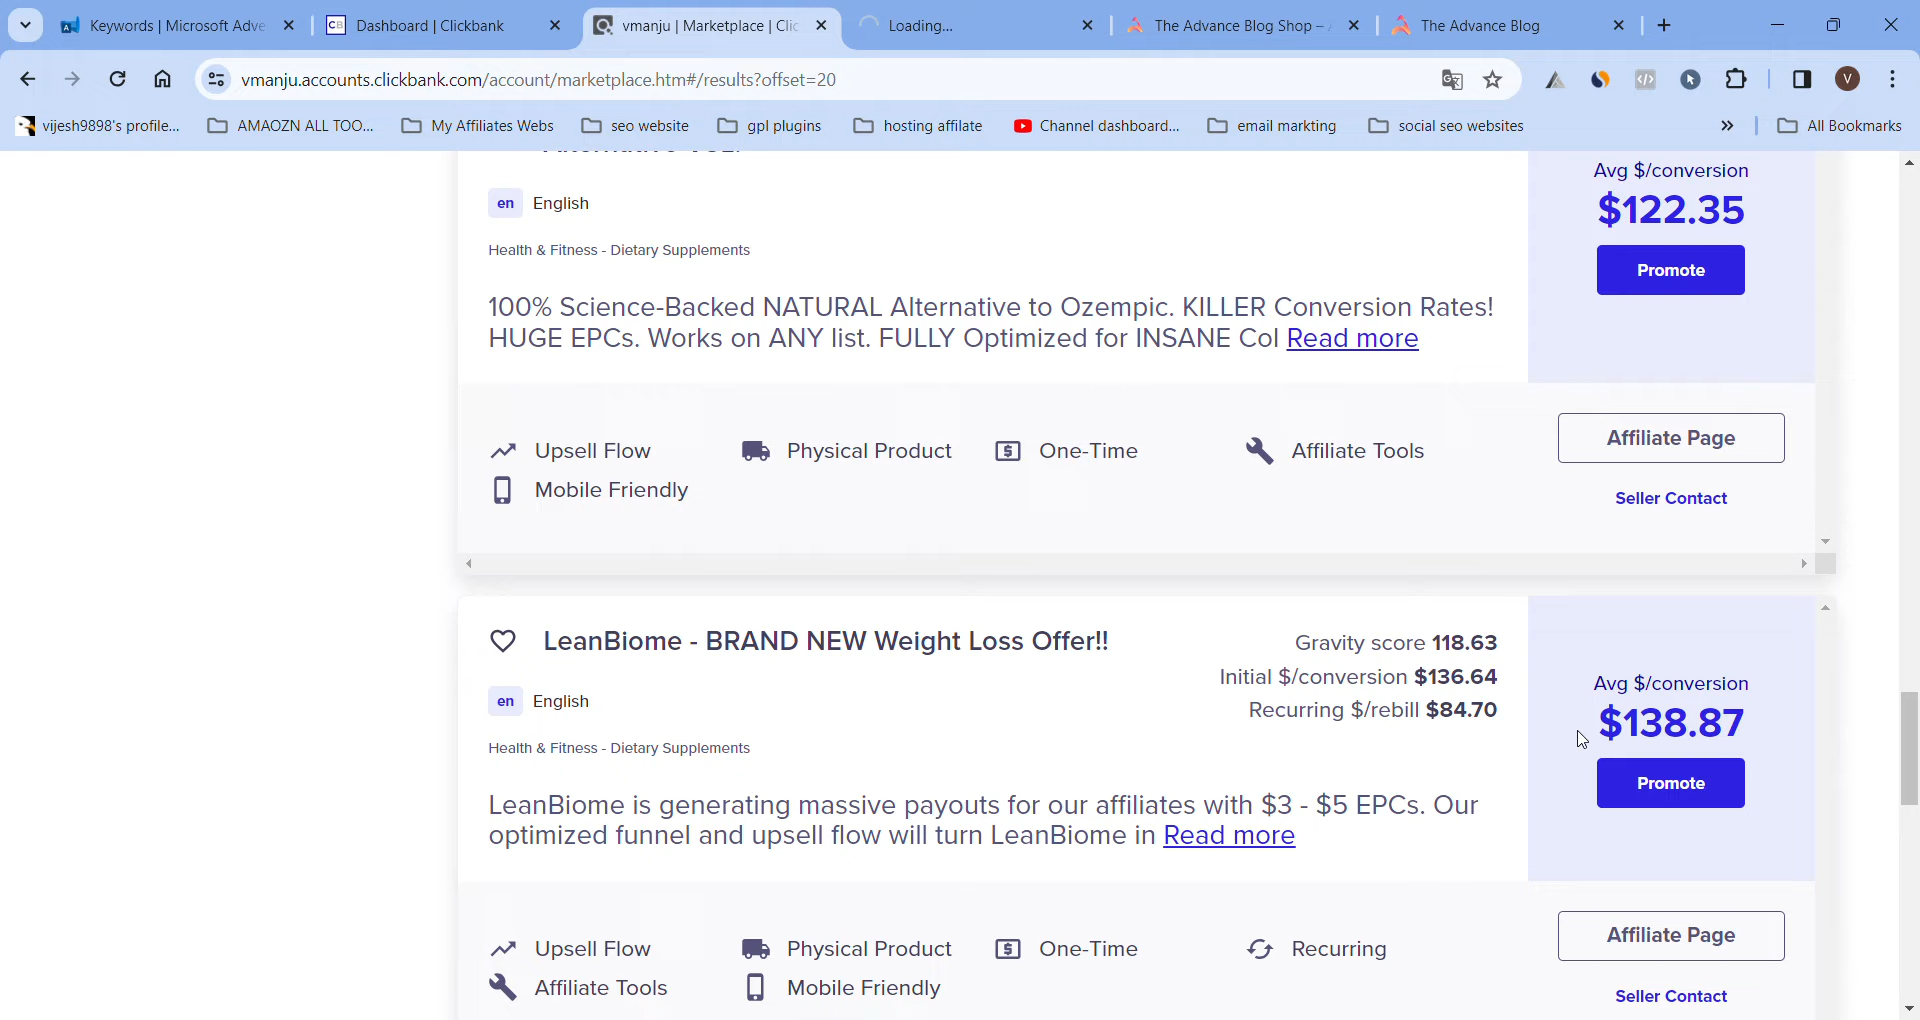 Keywords | Microsoft Adve
Dashboard | Clickbank
vmanju | Marketplace | Clic
Loading...
The Advance Blog Shop –
The Advance Blog
vmanju.accounts.clickbank.com/account/marketplace.htm#/results?offset=20
V
vijesh9898's profile...
AMAOZN ALL TOO...
My Affiliates Webs
seo website
gpl plugins
hosting affilate
Channel dashboard...
email markting
social seo websites
»
All Bookmarks
Avg $/conversion
$122.35
Promote
en English
Health & Fitness - Dietary Supplements
100% Science-Backed NATURAL Alternative to Ozempic. KILLER Conversion Rates!
HUGE EPCs. Works on ANY list. FULLY Optimized for INSANE Col Read more
Upsell Flow
Physical Product
One-Time
Affiliate Tools
Mobile Friendly
Affiliate Page
Seller Contact
LeanBiome - BRAND NEW Weight Loss Offer!!
Gravity score 118.63
Initial $/conversion $136.64
Recurring $/rebill $84.70
Avg $/conversion
$138.87
Promote
en English
Health & Fitness - Dietary Supplements
LeanBiome is generating massive payouts for our affiliates with $3 - $5 EPCs. Our
optimized funnel and upsell flow will turn LeanBiome in Read more
Upsell Flow
Physical Product
One-Time
Recurring
Affiliate Tools
Mobile Friendly
Affiliate Page
Seller Contact